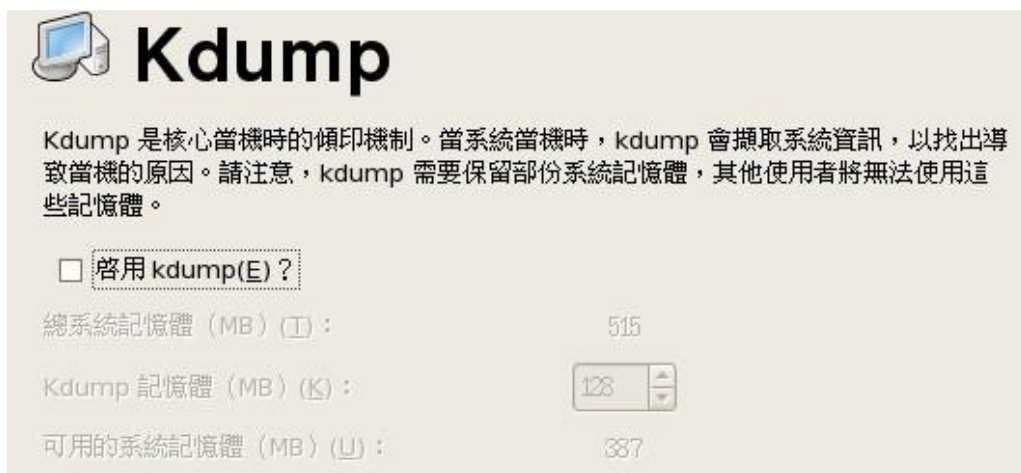 Kdump
Kdump 是核心當機時的傾印機制。當系統當機時，kdump 會擷取系統資訊，以找出導
致當機的原因。請注意，kdump 需要保留部份系統記憶體，其他使用者將無法使用這
些記憶體。
啓用 kdump(E)？
總系統記憶體（MB）(T)： 515
Kdump 記憶體（MB）(K)： 128
可用的系統記憶體（MB）(U)： 387